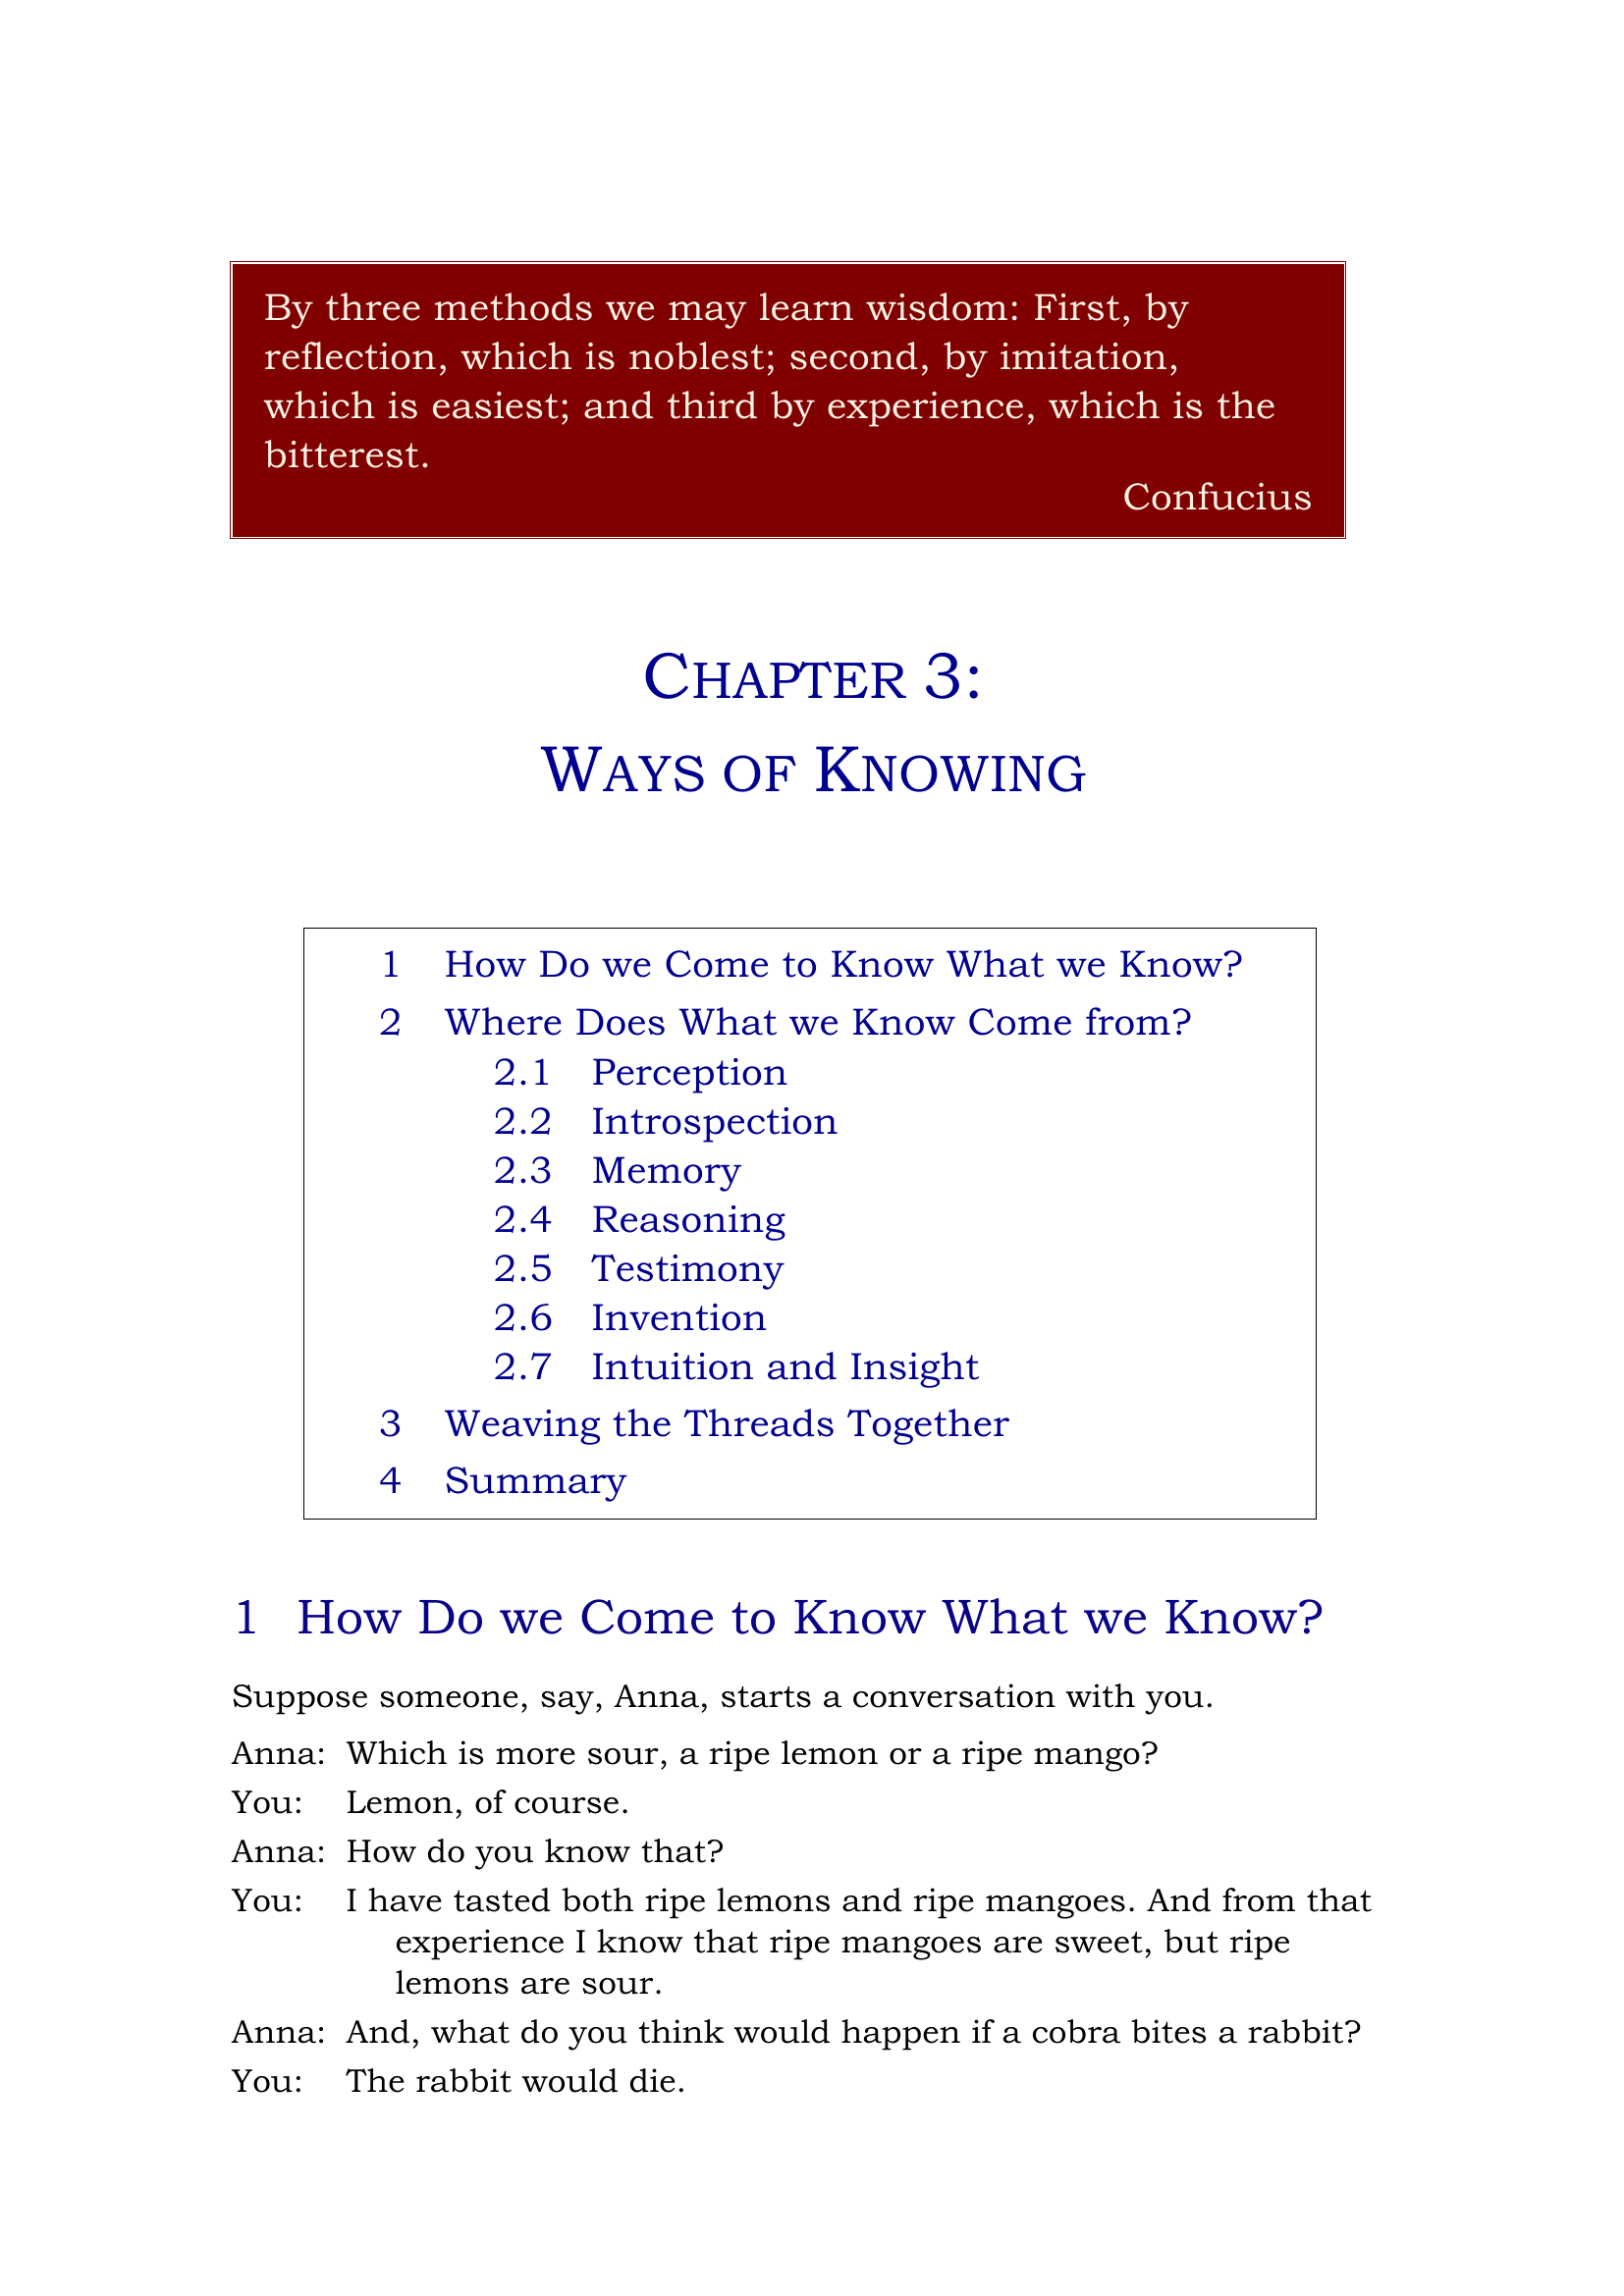 By three methods we may learn wisdom: First, by
reflection, which is noblest; second, by imitation,
which is easiest; and third by experience, which is the
bitterest.
Confucius
CHAPTER 3:
WAYS OF KNOWING
1 How Do we Come to Know What we Know?
2 Where Does What we Know Come from?
2.1 Perception
2.2 Introspection
2.3 Memory
2.4 Reasoning
2.5 Testimony
2.6 Invention
2.7 Intuition and Insight
3 Weaving the Threads Together
4 Summary
1 How Do we Come to Know What we Know?
Suppose someone, say, Anna, starts a conversation with you.
Anna: Which is more sour, a ripe lemon or a ripe mango?
You: Lemon, of course.
Anna: How do you know that?
You: I have tasted both ripe lemons and ripe mangoes. And from that
experience I know that ripe mangoes are sweet, but ripe
lemons are sour.
Anna: And, what do you think would happen if a cobra bites a rabbit?
You: The rabbit would die.